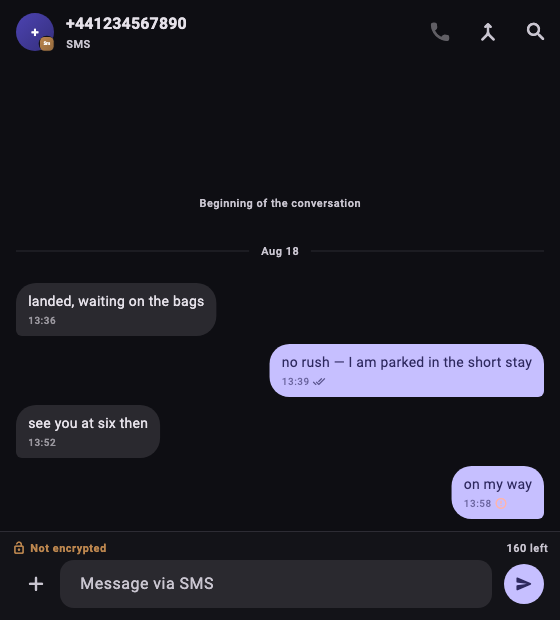 +441234567890
SMS
Beginning of the conversation
Aug 18
landed, waiting on the bags
13:36
no rush — I am parked in the short stay
13:39
see you at six then
13:52
on my way
13:58
Not encrypted
160 left
Message via SMS